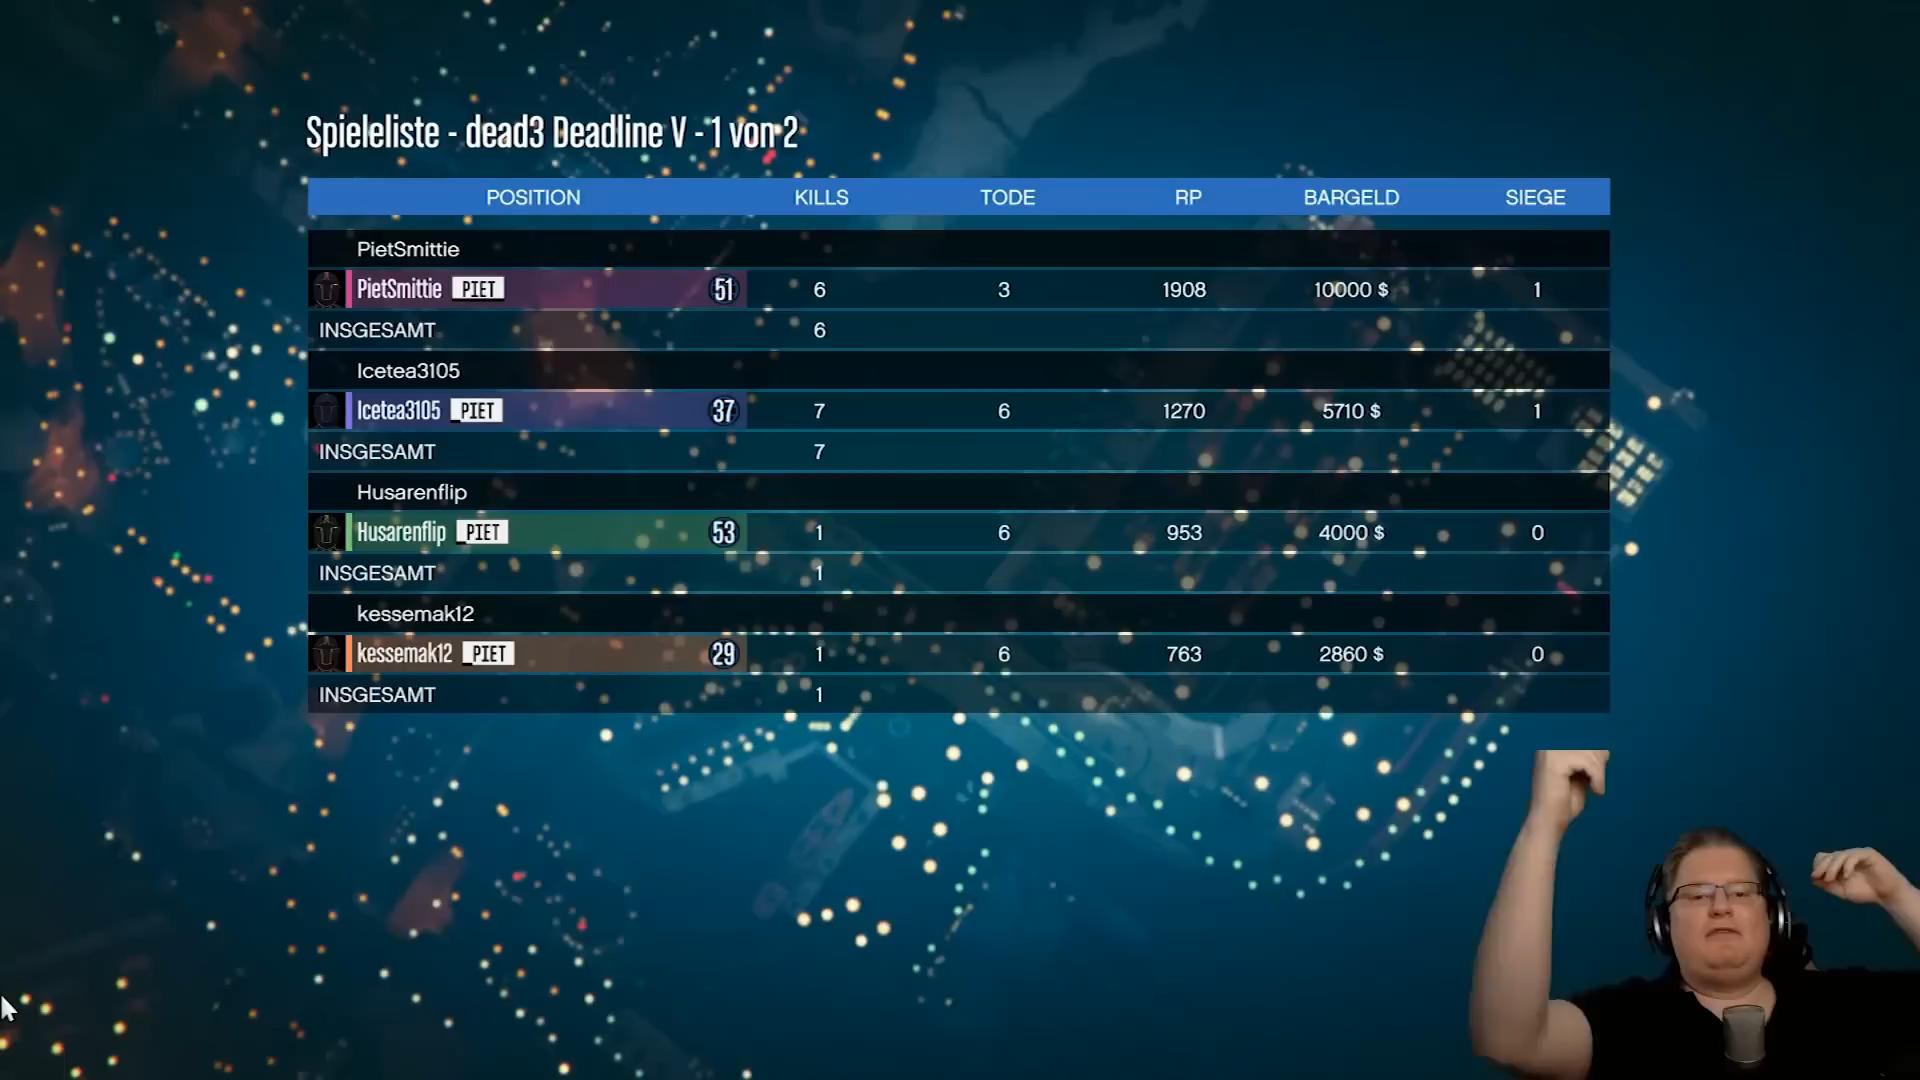 Spieleliste - dead3 Deadline V - 1 von 2
POSITION KILLS TODE RP BARGELD SIEGE
PietSmittie
PietSmittie PIET 51 6 3 1908 10000 $ 1
INSGESAMT 6
Icetea3105
Icetea3105 PIET 37 7 6 1270 5710 $ 1
INSGESAMT 7
Husarenflip
Husarenflip PIET 53 1 6 953 4000 $ 0
INSGESAMT 1
kessemak12
kessemak12 PIET 29 1 6 763 2860 $ 0
INSGESAMT 1